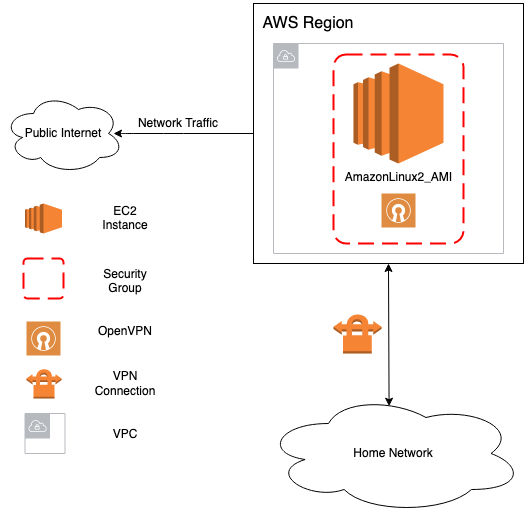 AWS Region
AmazonLinux2_AMI
Network Traffic
Public Internet
EC2
Instance
Security
Group
OpenVPN
VPN
Connection
VPC
Home Network